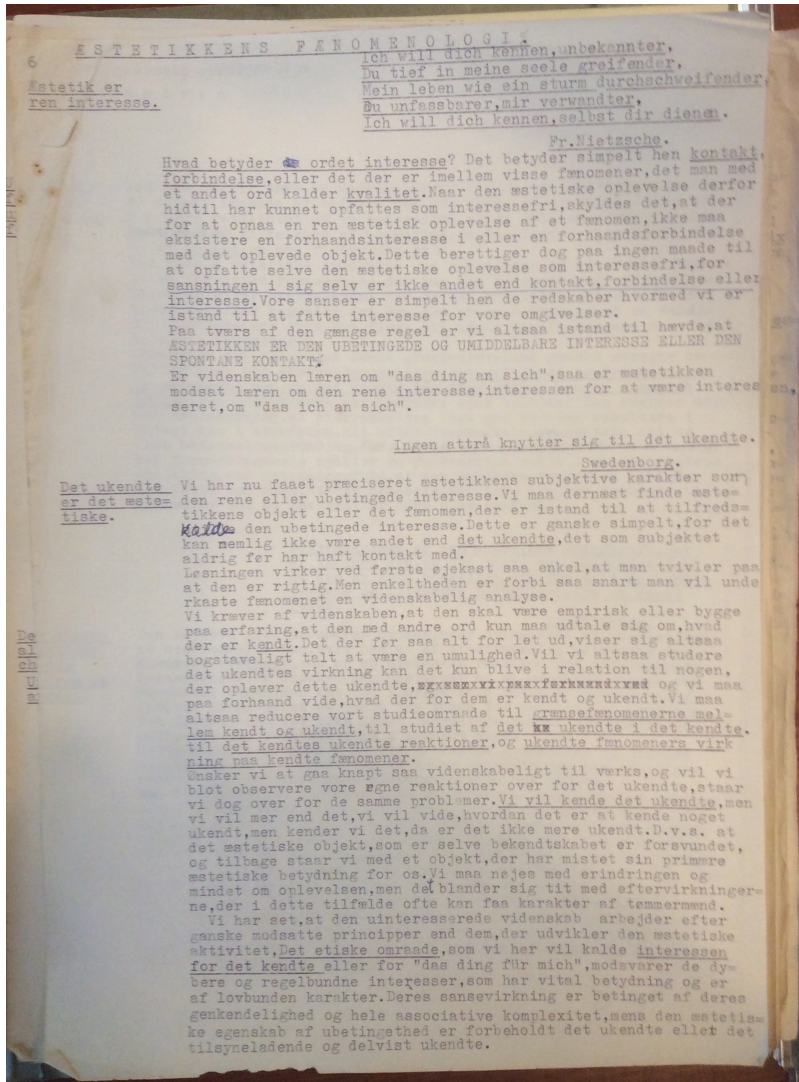 6
ÆSTETIKKENS FÆNOMENOLOGI.
Æstetik er
ren interesse.
Ich will dich kennen,unbekannter,
Du tief in meine seele greifender,
Mein leben wie ein sturm durchschweifender,
Du unfassbarer,mir verwandter,
Ich will dich kennen,selbst dir dienen.
Fr.Nietzsche.
Hvad betyder ordet interesse? Det betyder simpelt hen kontakt,
forbindelse,eller det der er imellem visse fænomener,det man med
et andet ord kalder kvalitet.Naar den æstetiske oplevelse derfor
hidtil har kunnet opfattes som interessefri,skyldes det,at der
for at opnaa en ren æstetisk oplevelse af et fænomen,ikke maa
eksistere en forhaandsinteresse i eller en forhaandsforbindelse
med det oplevede objekt.Dette berettiger dog paa ingen maade til
at opfatte selve den æstetiske oplevelse som interessefri,for
sansningen i sig selv er ikke andet end kontakt,forbindelse eller
interesse.Vore sanser er simpelt hen de redskaber hvormed vi er
istand til at fatte interesse for vore omgivelser.
Paa tværs af den gængse regel er vi altsaa istand til hævde,at
ÆSTETIKKEN ER DEN UBETINGEDE OG UMIDDELBARE INTERESSE ELLER DEN
SPONTANE KONTAKT.
Er videnskaben læren om "das ding an sich",saa er æstetikken
modsat læren om den rene interesse,interessen for at være interes
seret,om "das ich an sich".
Ingen attrå knytter sig til det ukendte.
Swedenborg.
Det ukendte
er det æste=
tiske.
Vi har nu faaet præciseret æstetikkens subjektive karakter som
den rene eller ubetingede interesse.Vi maa dernæst finde æste=
tikkens objekt eller det fænomen,der er istand til at tilfreds=
kalde den ubetingede interesse.Dette er ganske simpelt,for det
kan nemlig ikke være andet end det ukendte,det som subjektet
aldrig før har haft kontakt med.
Løsningen virker ved første øjekast saa enkel,at man tvivler paa
at den er rigtig.Men enkeltheden er forbi saa snart man vil unde
rkaste fænomenet en videnskabelig analyse.
Vi kræver af videnskaben,at den skal være empirisk eller bygge
paa erfaring,at den med andre ord kun maa udtale sig om,hvad
der er kendt.Det der før saa alt for let ud,viser sig altsaa
bogstaveligt talt at være en umulighed.Vil vi altsaa studere
det ukendtes virkning kan det kun blive i relation til nogen,
der oplever dette ukendte, og vi maa
paa forhaand vide,hvad der for dem er kendt og ukendt.Vi maa
altsaa reducere vort studieomraade til grænsefænomenerne mel=
lem kendt og ukendt,til studiet af det ukendte i det kendte.
til det kendtes ukendte reaktioner,og ukendte fænomeners virk
ning paa kendte fænomener.
Ønsker vi at gaa knapt saa videnskabeligt til værks,og vil vi
blot observere vore egne reaktioner over for det ukendte,staar
vi dog over for de samme problemer.Vi vil kende det ukendte,men
vi vil mer end det,vi vil vide,hvordan det er at kende noget
ukendt,men kender vi det,da er det ikke mere ukendt.D.v.s. at
det æstetiske objekt,som er selve bekendtskabet er forsvundet,
og tilbage staar vi med et objekt,der har mistet sin primære
æstetiske betydning for os.Vi maa nøjes med erindringen og
mindet om oplevelsen,men det blander sig tit med eftervirkninger=
ne,der i dette tilfælde ofte kan faa karakter af tømmermænd.
Vi har set,at den uinteresserede videnskab arbejder efter
ganske modsatte principper end dem,der udvikler den æstetiske
aktivitet,Det etiske omraade,som vi her vil kalde interessen
for det kendte eller for "das ding für mich",modsvarer de dy=
bere og regelbundne interesser,som har vital betydning og er
af lovbunden karakter.Deres sansevirkning er betinget af deres
genkendelighed og hele associative komplexitet,mens den æstetis=
ke egenskab af ubetingethed er forbeholdt det ukendte eller det
tilsyneladende og delvist ukendte.